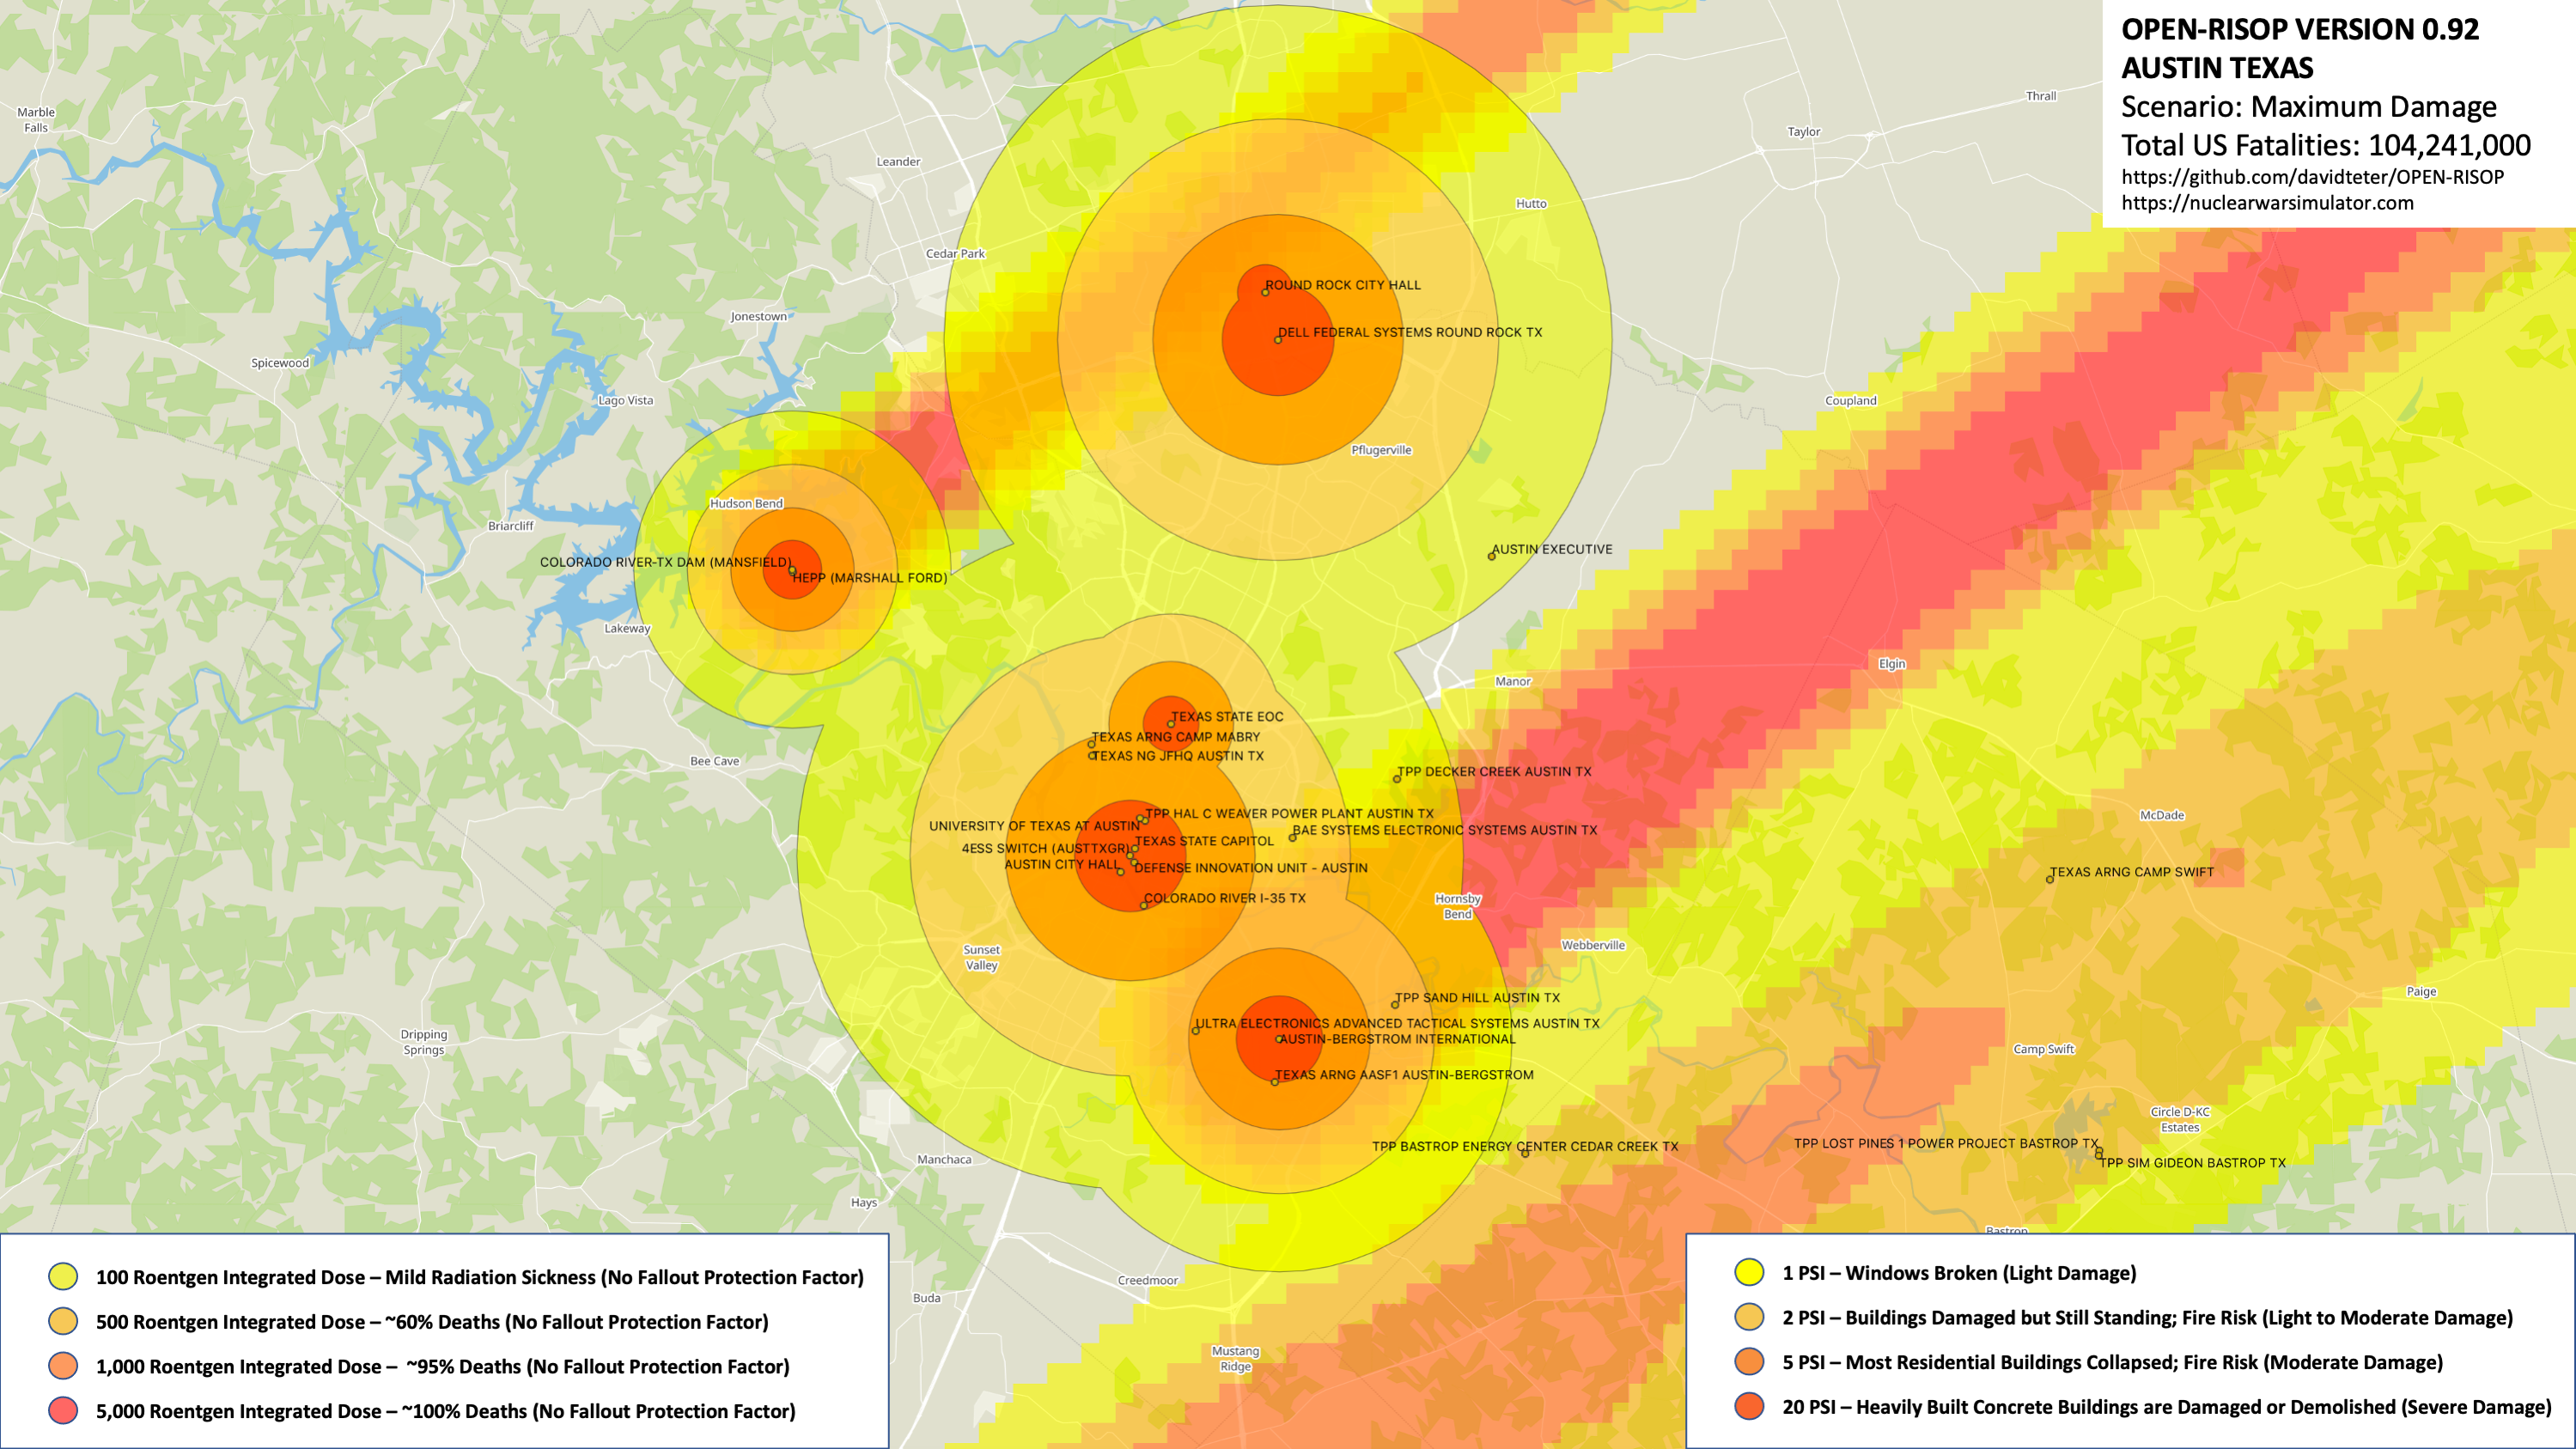 OPEN-RISOP VERSION 0.92
AUSTIN TEXAS
Scenario: Maximum Damage
Total US Fatalities: 104,241,000
https://github.com/davidteter/OPEN-RISOP
https://nuclearwarsimulator.com
Marble
Falls
Thrall
Taylor
Leander
Hutto
Cedar Park
ROUND ROCK CITY HALL
Jonestown
DELL FEDERAL SYSTEMS ROUND ROCK TX
Spicewood
Lago Vista
Coupland
Pflugerville
Hudson Bend
Briarcliff
AUSTIN EXECUTIVE
COLORADO RIVER-TX DAM (MANSFIELD)
HEPP (MARSHALL FORD)
Lakeway
Elgin
Manor
TEXAS STATE EOC
TEXAS ARNG CAMP MABRY
TEXAS NG JFHQ AUSTIN TX
Bee Cave
TPP DECKER CREEK AUSTIN TX
TPP HAL C WEAVER POWER PLANT AUSTIN TX
McDade
UNIVERSITY OF TEXAS AT AUSTIN
BAE SYSTEMS ELECTRONIC SYSTEMS AUSTIN TX
TEXAS STATE CAPITOL
4ESS SWITCH (AUSTTXGR)
AUSTIN CITY HALL
DEFENSE INNOVATION UNIT - AUSTIN
TEXAS ARNG CAMP SWIFT
COLORADO RIVER I-35 TX
Hornsby
Bend
Webberville
Sunset
Valley
Paige
TPP SAND HILL AUSTIN TX
ULTRA ELECTRONICS ADVANCED TACTICAL SYSTEMS AUSTIN TX
AUSTIN-BERGSTROM INTERNATIONAL
Dripping
Springs
Camp Swift
TEXAS ARNG AASF1 AUSTIN-BERGSTROM
Circle D-KC
Estates
TPP BASTROP ENERGY CENTER CEDAR CREEK TX
TPP LOST PINES 1 POWER PROJECT BASTROP TX
TPP SIM GIDEON BASTROP TX
Manchaca
Hays
Bastrop
Creedmoor
Buda
Mustang
Ridge
100 Roentgen Integrated Dose – Mild Radiation Sickness (No Fallout Protection Factor)
500 Roentgen Integrated Dose – ~60% Deaths (No Fallout Protection Factor)
1,000 Roentgen Integrated Dose – ~95% Deaths (No Fallout Protection Factor)
5,000 Roentgen Integrated Dose – ~100% Deaths (No Fallout Protection Factor)
1 PSI – Windows Broken (Light Damage)
2 PSI – Buildings Damaged but Still Standing; Fire Risk (Light to Moderate Damage)
5 PSI – Most Residential Buildings Collapsed; Fire Risk (Moderate Damage)
20 PSI – Heavily Built Concrete Buildings are Damaged or Demolished (Severe Damage)